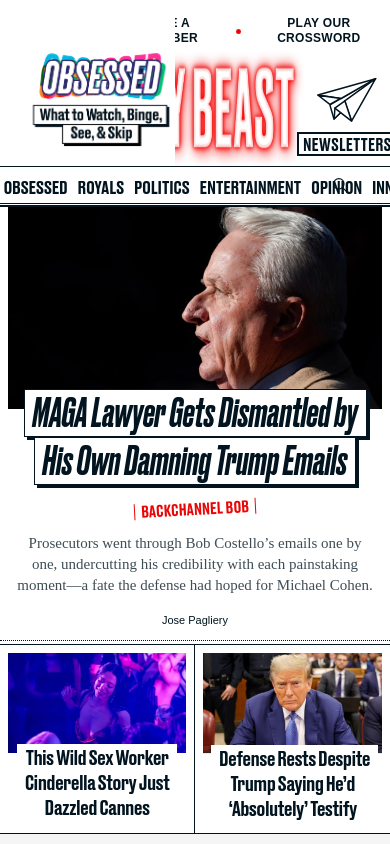 E A
BER
PLAY OUR
CROSSWORD
OBSESSED
What to Watch, Binge,
See, & Skip
Y BEAST
NEWSLETTERS
OBSESSED ROYALS POLITICS ENTERTAINMENT OPINION INN
MAGA Lawyer Gets Dismantled by
His Own Damning Trump Emails
BACKCHANNEL BOB
Prosecutors went through Bob Costello’s emails one by
one, undercutting his credibility with each painstaking
moment—a fate the defense had hoped for Michael Cohen.
Jose Pagliery
This Wild Sex Worker
Cinderella Story Just
Dazzled Cannes
Defense Rests Despite
Trump Saying He’d
‘Absolutely’ Testify